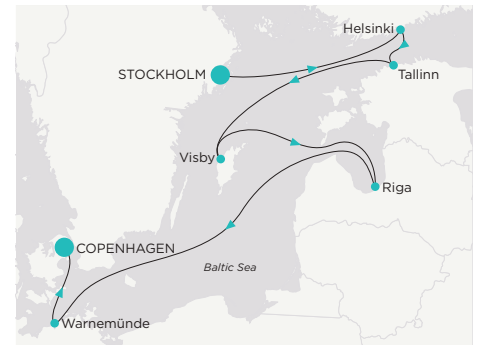 Helsinki
STOCKHOLM
Tallinn
Visby
Riga
COPENHAGEN
Baltic Sea
Warnemünde